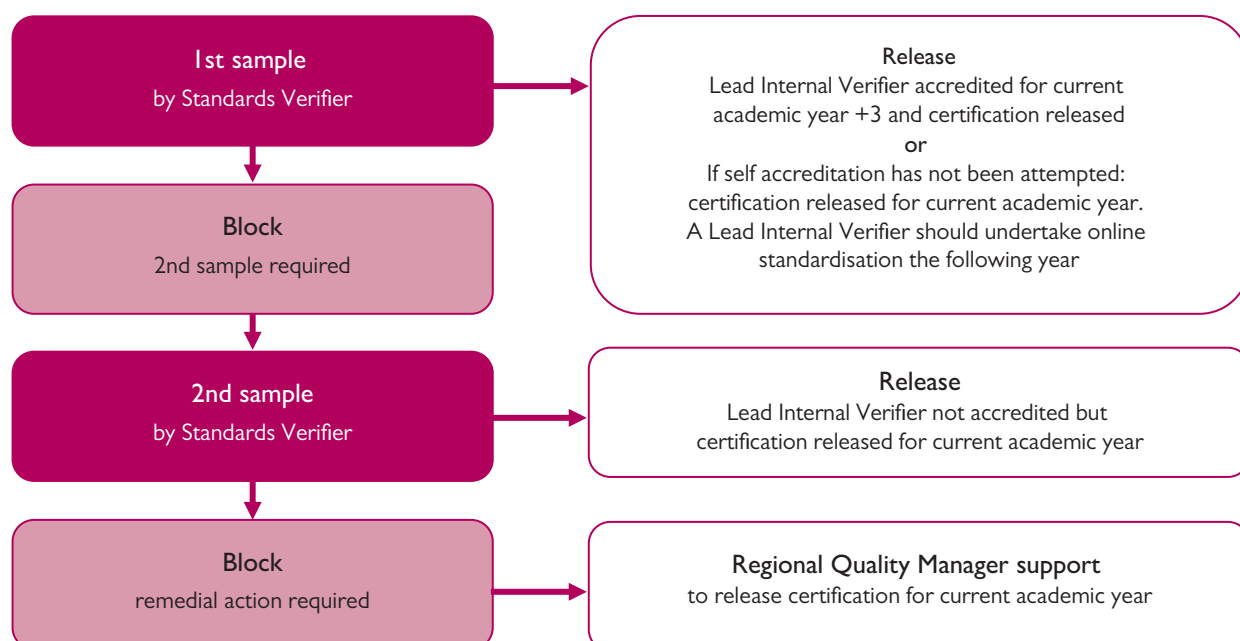 1st sample
by Standards Verifier
Release
Lead Internal Verifier accredited for current
academic year +3 and certification released
or
If self accreditation has not been attempted:
certification released for current academic year.
A Lead Internal Verifier should undertake online
standardisation the following year
Block
2nd sample required
2nd sample
by Standards Verifier
Release
Lead Internal Verifier not accredited but
certification released for current academic year
Block
remedial action required
Regional Quality Manager support
to release certification for current academic year